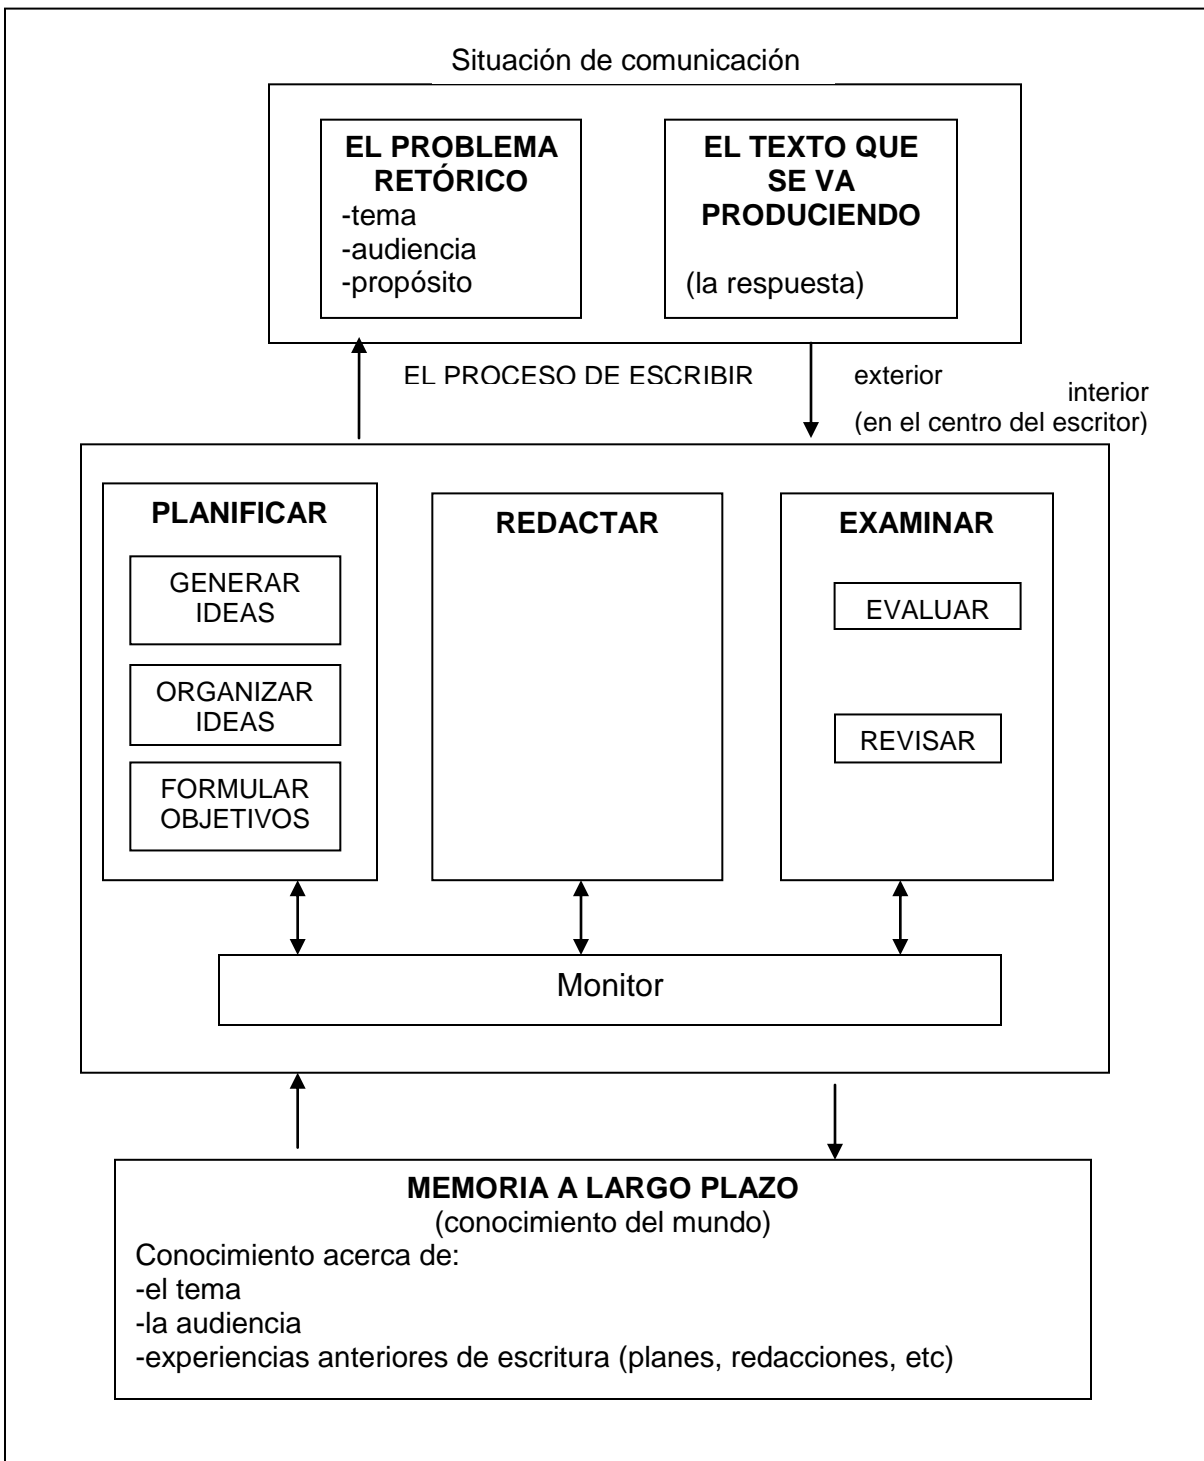 Situación de comunicación
EL PROBLEMA
RETÓRICO
-tema
-audiencia
-propósito
EL TEXTO QUE
SE VA
PRODUCIENDO
(la respuesta)
EL PROCESO DE ESCRIBIR
exterior
interior
(en el centro del escritor)
PLANIFICAR
GENERAR
IDEAS
ORGANIZAR
IDEAS
FORMULAR
OBJETIVOS
REDACTAR
EXAMINAR
EVALUAR
REVISAR
Monitor
MEMORIA A LARGO PLAZO
(conocimiento del mundo)
Conocimiento acerca de:
-el tema
-la audiencia
-experiencias anteriores de escritura (planes, redacciones, etc)